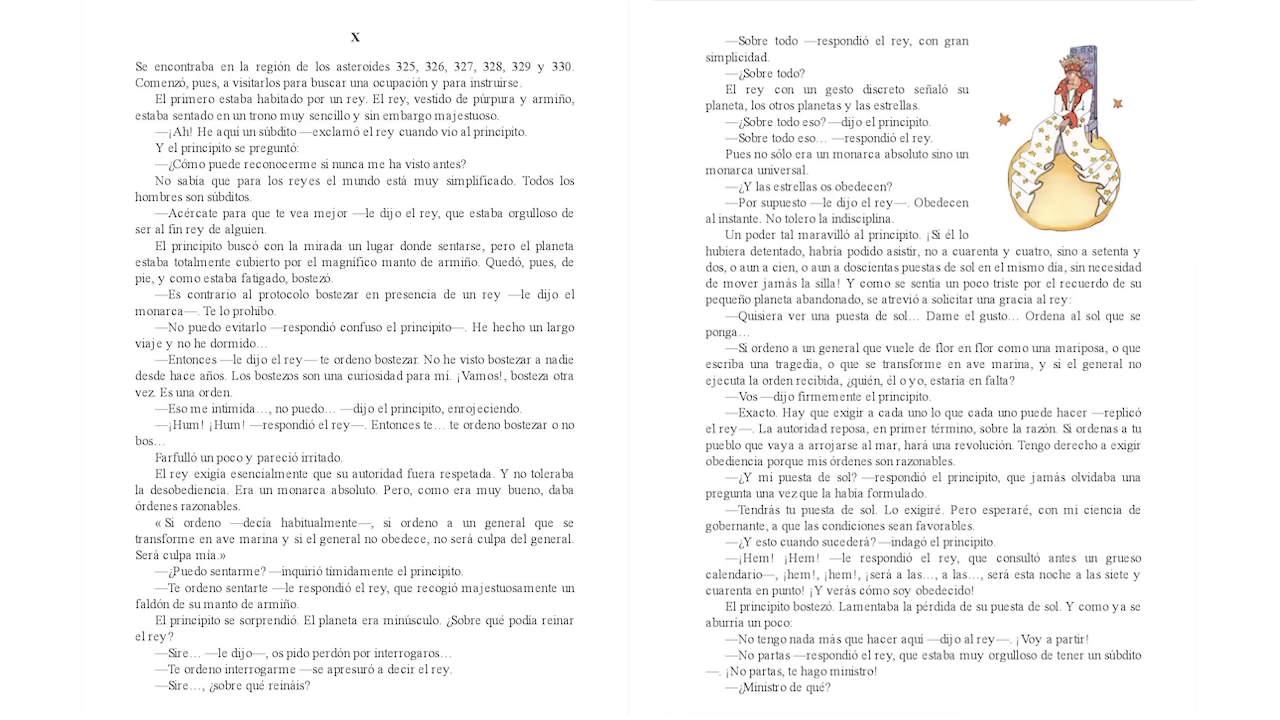 X
Se encontraba en la región de los asteroides 325, 326, 327, 328, 329 y 330.
Comenzó, pues, a visitarlos para buscar una ocupación y para instruirse.
El primero estaba habitado por un rey. El rey, vestido de púrpura y armiño,
estaba sentado en un trono muy sencillo y sin embargo majestuoso.
—¡Ah! He aquí un súbdito —exclamó el rey cuando vio al principito.
Y el principito se preguntó:
—¿Cómo puede reconocerme si nunca me ha visto antes?
No sabía que para los reyes el mundo está muy simplificado. Todos los
hombres son súbditos.
—Acércate para que te vea mejor —le dijo el rey, que estaba orgulloso de
ser al fin rey de alguien.
El principito buscó con la mirada un lugar donde sentarse, pero el planeta
estaba totalmente cubierto por el magnífico manto de armiño. Quedó, pues, de
pie, y como estaba fatigado, bostezó.
—Es contrario al protocolo bostezar en presencia de un rey —le dijo el
monarca—. Te lo prohíbo.
—No puedo evitarlo —respondió confuso el principito—. He hecho un largo
viaje y no he dormido…
—Entonces —le dijo el rey— te ordeno bostezar. No he visto bostezar a nadie
desde hace años. Los bostezos son una curiosidad para mí. ¡Vamos!, bosteza otra
vez. Es una orden.
—Eso me intimida…, no puedo… —dijo el principito, enrojeciendo.
—¡Hum! ¡Hum! —respondió el rey—. Entonces te… te ordeno bostezar o no
bos…
Farfulló un poco y pareció irritado.
El rey exigía esencialmente que su autoridad fuera respetada. Y no toleraba
la desobediencia. Era un monarca absoluto. Pero, como era muy bueno, daba
órdenes razonables.
«Si ordeno —decía habitualmente—, si ordeno a un general que se
transforme en ave marina y si el general no obedece, no será culpa del general.
Será culpa mía.»
—¿Puedo sentarme? —inquirió tímidamente el principito.
—Te ordeno sentarte —le respondió el rey, que recogió majestuosamente un
faldón de su manto de armiño.
El principito se sorprendió. El planeta era minúsculo. ¿Sobre qué podía reinar
el rey?
—Sire… —le dijo—, os pido perdón por interrogaros…
—Te ordeno interrogarme —se apresuró a decir el rey.
—Sire…, ¿sobre qué reináis?
—Sobre todo —respondió el rey, con gran
simplicidad.
—¿Sobre todo?
El rey con un gesto discreto señaló su
planeta, los otros planetas y las estrellas.
—¿Sobre todo eso? —dijo el principito.
—Sobre todo eso… —respondió el rey.
Pues no sólo era un monarca absoluto sino un
monarca universal.
—¿Y las estrellas os obedecen?
—Por supuesto —le dijo el rey—. Obedecen
al instante. No tolero la indisciplina.
Un poder tal maravilló al principito. ¡Si él lo
hubiera detentado, habría podido asistir, no a cuarenta y cuatro, sino a setenta y
dos, o aun a cien, o aun a doscientas puestas de sol en el mismo día, sin necesidad
de mover jamás la silla! Y como se sentía un poco triste por el recuerdo de su
pequeño planeta abandonado, se atrevió a solicitar una gracia al rey:
—Quisiera ver una puesta de sol… Dame el gusto… Ordena al sol que se
ponga…
—Si ordeno a un general que vuele de flor en flor como una mariposa, o que
escriba una tragedia, o que se transforme en ave marina, y si el general no
ejecuta la orden recibida, ¿quién, él o yo, estaría en falta?
—Vos —dijo firmemente el principito.
—Exacto. Hay que exigir a cada uno lo que cada uno puede hacer —replicó
el rey—. La autoridad reposa, en primer término, sobre la razón. Si ordenas a tu
pueblo que vaya a arrojarse al mar, hará una revolución. Tengo derecho a exigir
obediencia porque mis órdenes son razonables.
—¿Y mi puesta de sol? —respondió el principito, que jamás olvidaba una
pregunta una vez que la había formulado.
—Tendrás tu puesta de sol. Lo exigiré. Pero esperaré, con mi ciencia de
gobernante, a que las condiciones sean favorables.
—¿Y esto cuando sucederá? —indagó el principito.
—¡Hem! ¡Hem! —le respondió el rey, que consultó antes un grueso
calendario—, ¡hem!, ¡hem!, ¡será a las…, a las…, será esta noche a las siete y
cuarenta en punto! ¡Y verás cómo soy obedecido!
El principito bostezó. Lamentaba la pérdida de su puesta de sol. Y como ya se
aburría un poco:
—No tengo nada más que hacer aquí —dijo al rey—. ¡Voy a partir!
—No partas —respondió el rey, que estaba muy orgulloso de tener un súbdito
—. ¡No partas, te hago ministro!
—¿Ministro de qué?